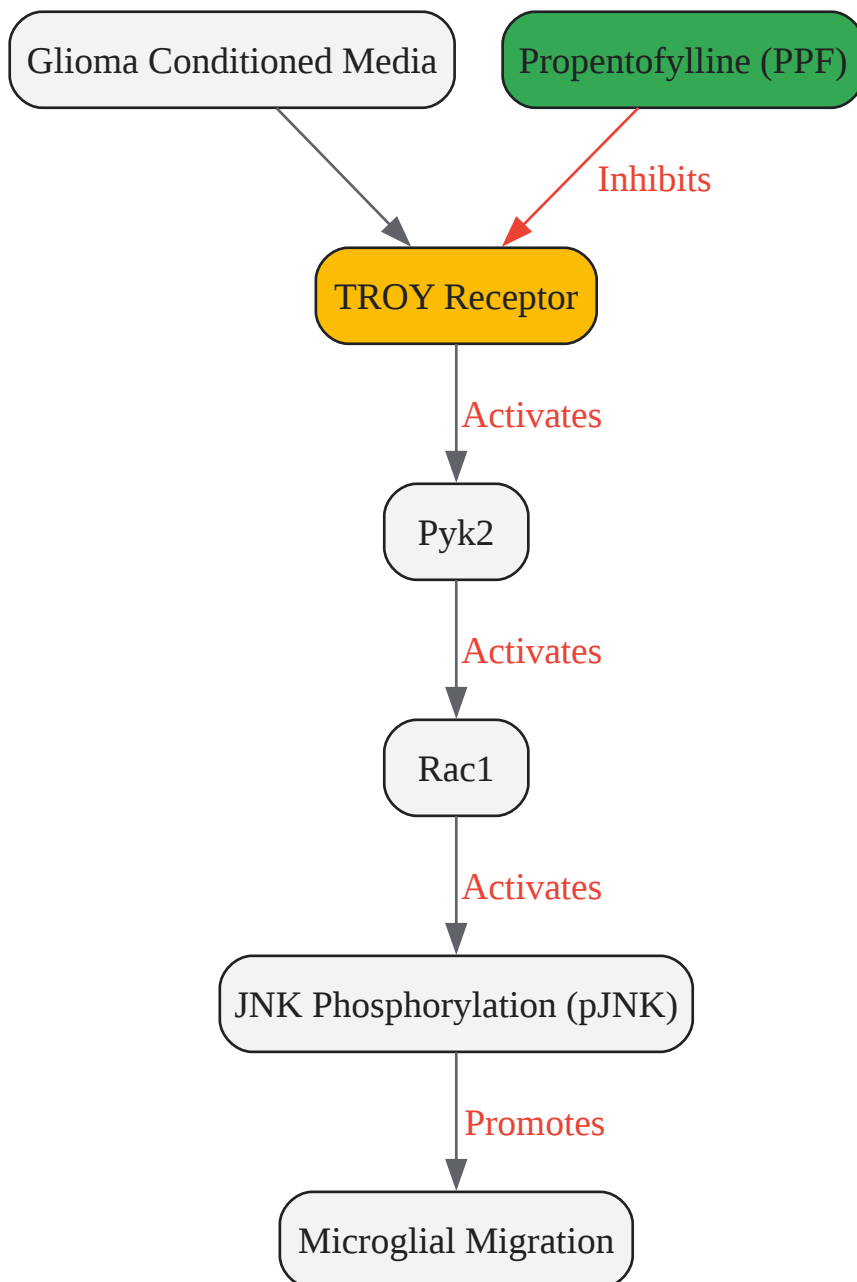 Glioma Conditioned Media
Propentofylline (PPF)
Inhibits
TROY Receptor
Activates
Pyk2
Activates
Rac1
Activates
JNK Phosphorylation (pJNK)
Promotes
Microglial Migration